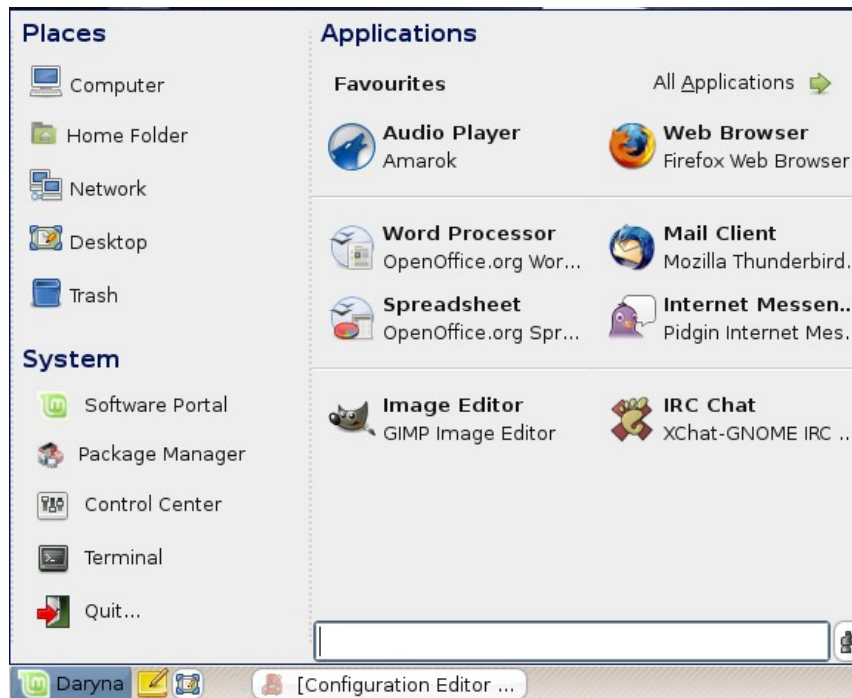 Places
Computer
Home Folder
Network
Desktop
Trash
System
Software Portal
Package Manager
Control Center
Terminal
Quit...
Applications
Favourites
All Applications
Audio Player
Amarok
Web Browser
Firefox Web Browser
Word Processor
OpenOffice.org Wor...
Mail Client
Mozilla Thunderbird.
Spreadsheet
OpenOffice.org Spr...
Internet Messen..
Pidgin Internet Mes.
Image Editor
GIMP Image Editor
IRC Chat
XChat-GNOME IRC ..
Daryna
[Configuration Editor ...